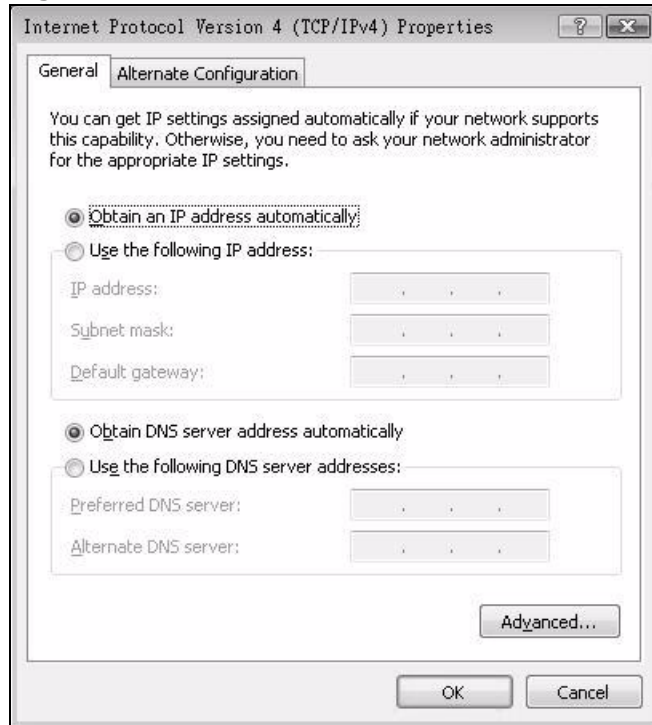 Internet Protocol Version 4 (TCP/IPv4) Properties
General
Alternate Configuration
You can get IP settings assigned automatically if your network supports
this capability. Otherwise, you need to ask your network administrator
for the appropriate IP settings.
Obtain an IP address automatically
Use the following IP address:
IP address:
Subnet mask:
Default gateway:
Obtain DNS server address automatically
Use the following DNS server addresses:
Preferred DNS server:
Alternate DNS server:
Advanced...
OK
Cancel